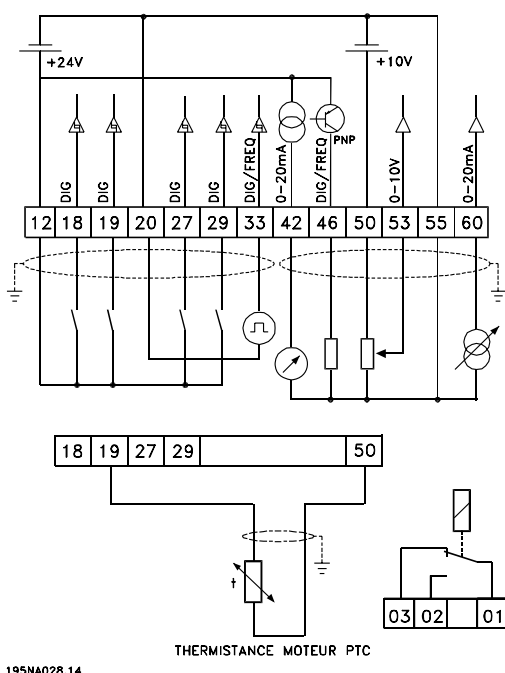 +24V
+10V
DIG
DIG
DIG
DIG
DIG/FREQ
0-20mA
DIG/FREQ
PNP
0-10V
0-20mA
12 18 19 20 27 29 33 42 46 50 53 55 60
18 19 27 29 50
t
03 02 01
THERMISTANCE MOTEUR PTC
195NA028.14